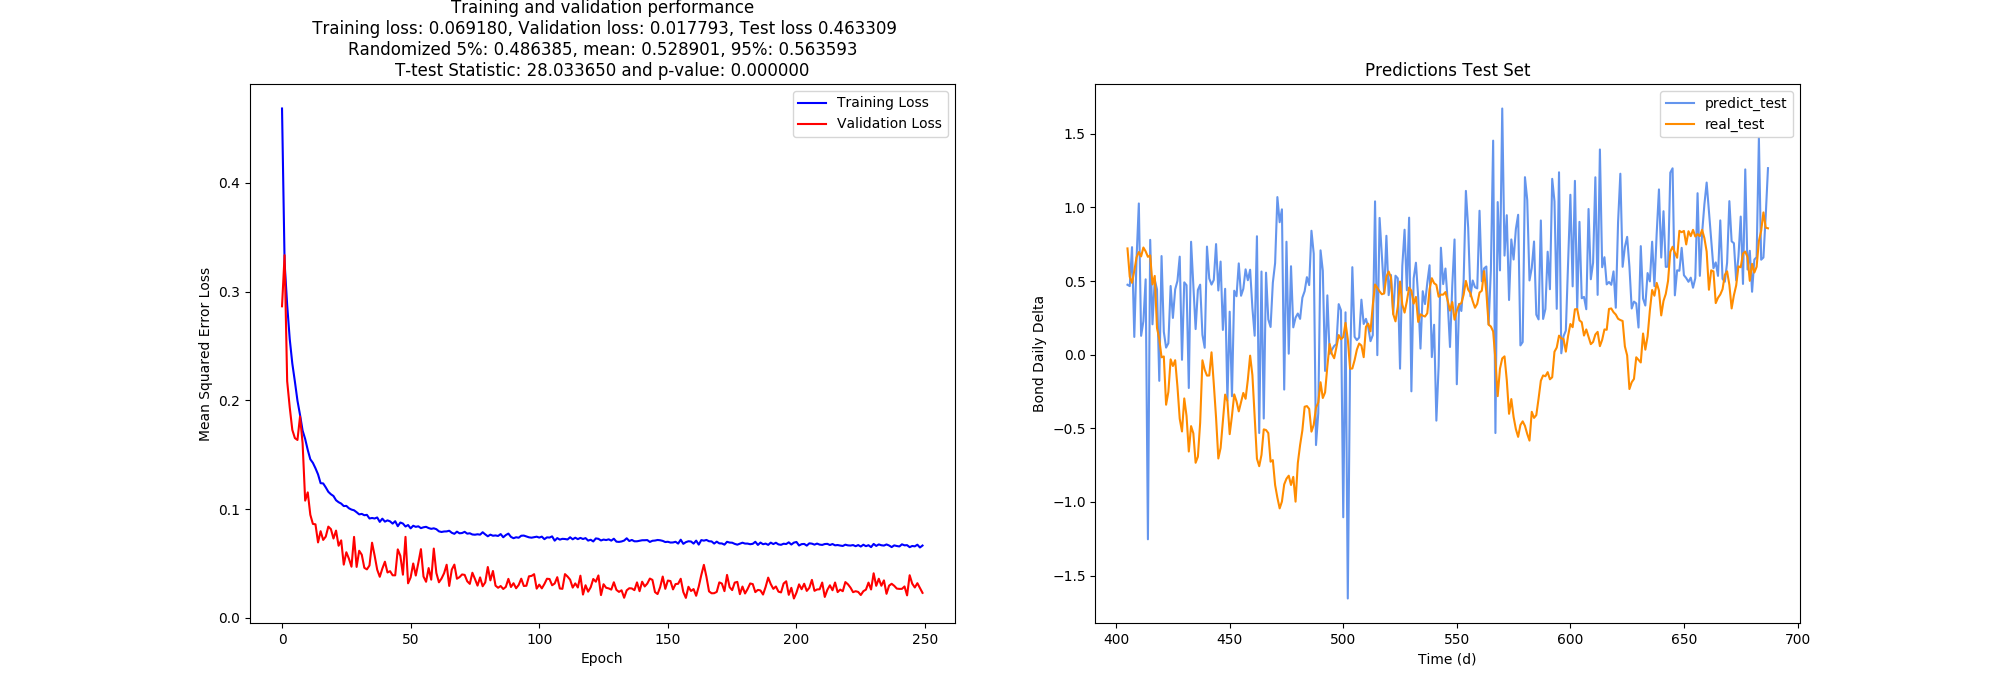 Training and validation performance
Training loss: 0.069180, Validation loss: 0.017793, Test loss 0.463309
Randomized 5%: 0.486385, mean: 0.528901, 95%: 0.563593
T-test Statistic: 28.033650 and p-value: 0.000000
Training Loss
Validation Loss
Mean Squared Error Loss
0.4
0.3
0.2
0.1
0.0
0
50
100
150
200
250
Epoch
Predictions Test Set
predict_test
real_test
Bond Daily Delta
1.5
1.0
0.5
0.0
−0.5
−1.0
−1.5
400
450
500
550
600
650
700
Time (d)